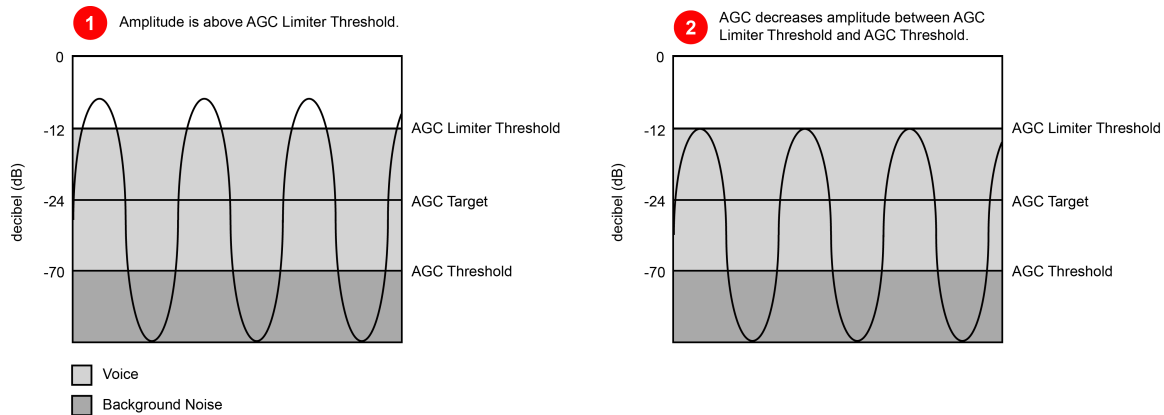 1
Amplitude is above AGC Limiter Threshold.
0
-12
-24
-70
decibel (dB)
AGC Limiter Threshold
AGC Target
AGC Threshold
Voice
Background Noise
2
AGC decreases amplitude between AGC
Limiter Threshold and AGC Threshold.
0
-12
-24
-70
decibel (dB)
AGC Limiter Threshold
AGC Target
AGC Threshold